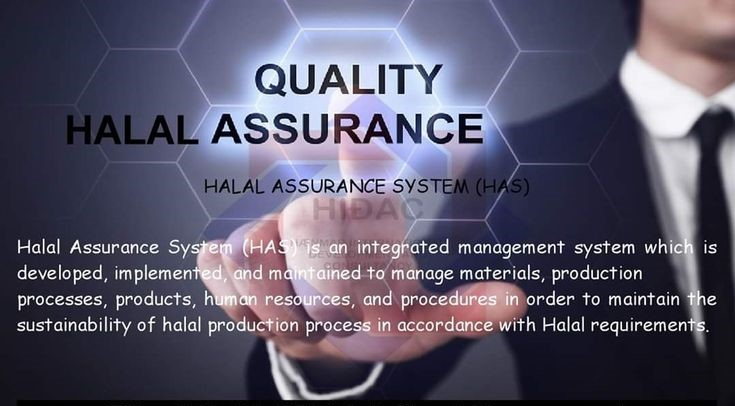 QUALITY
HALAL ASSURANCE
HALAL ASSURANCE SYSTEM (HAS)
HIĐAC
Halal Assurance System (HAS) is an integrated management system which is
developed, implemented, and maintained to manage materials, production
processes, products, human resources, and procedures in order to maintain the
sustainability of halal production process in accordance with Halal requirements.